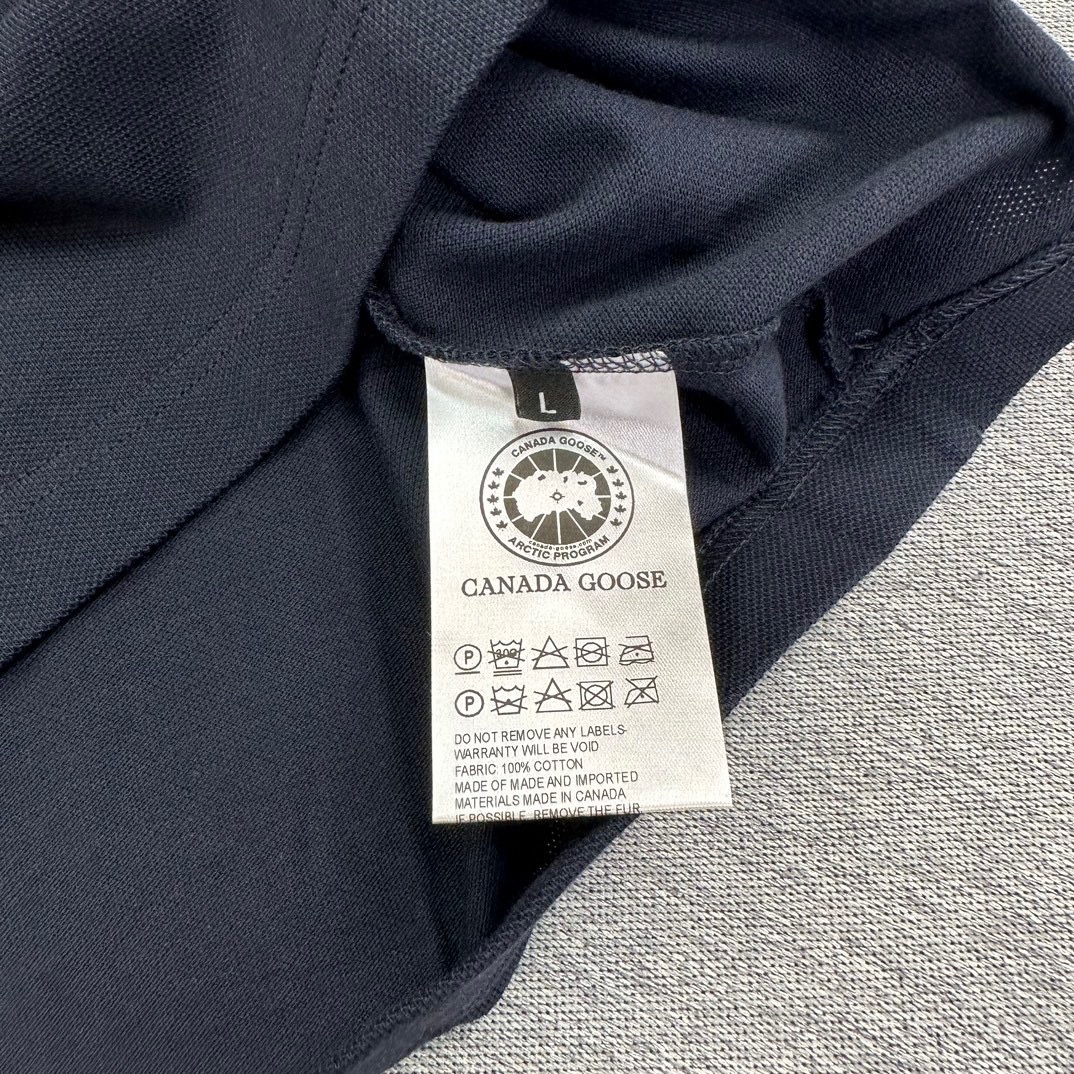 L
CANADA GOOSE™
canada-goose.com
ARCTIC PROGRAM
CANADA GOOSE
P 30º
P
DO NOT REMOVE ANY LABELS-
WARRANTY WILL BE VOID
FABRIC 100% COTTON
MADE OF MADE AND IMPORTED
MATERIALS MADE IN CANADA
IF POSSIBLE, REMOVE THE FUR